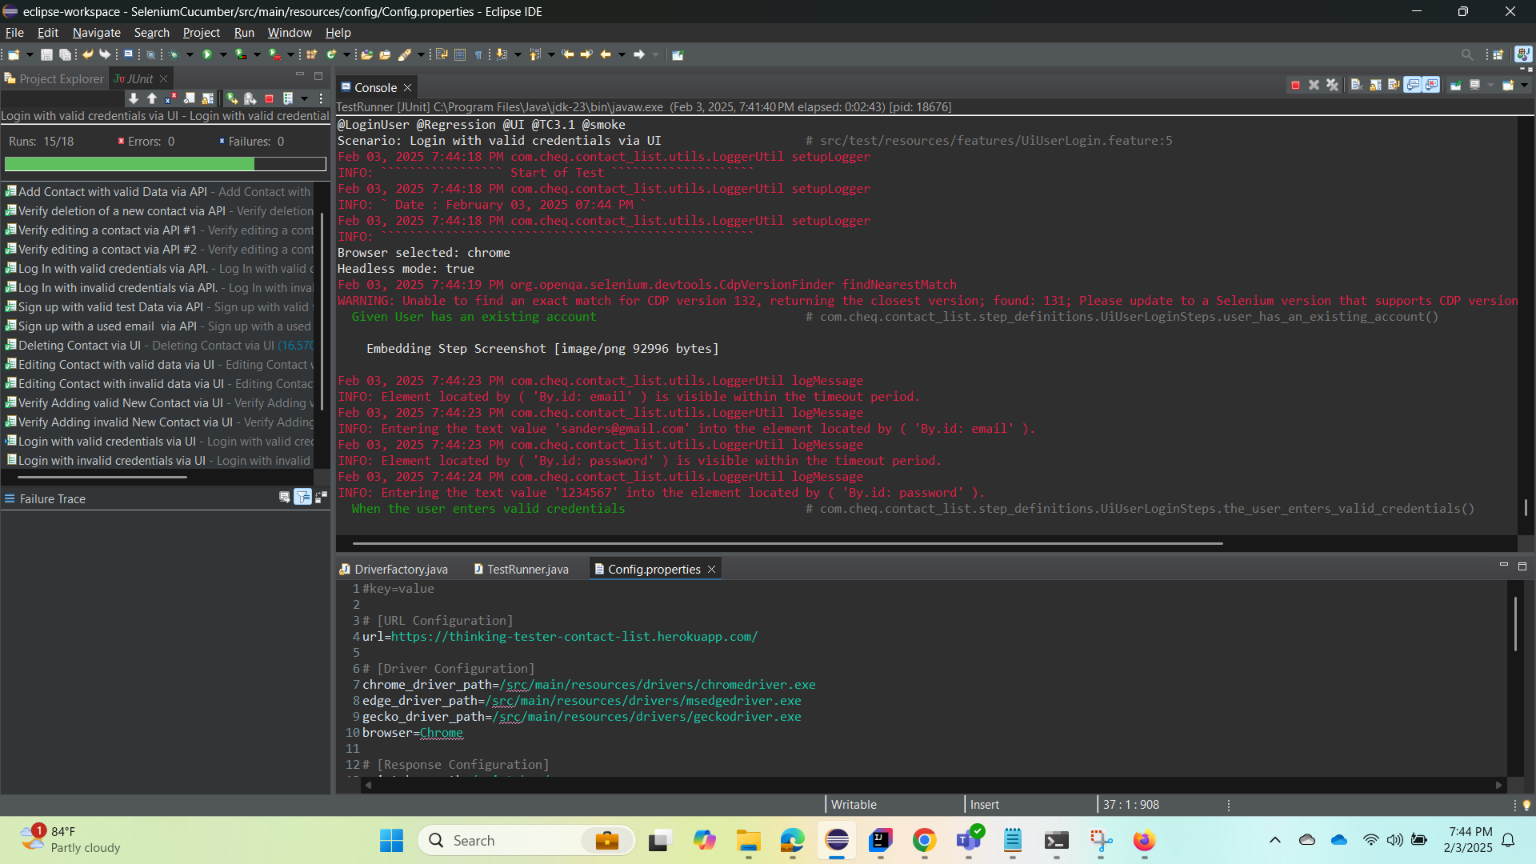 eclipse-workspace - SeleniumCucumber/src/main/resources/config/Config.properties - Eclipse IDE
File Edit Navigate Search Project Run Window Help
Project Explorer JUnit
Login with valid credentials via UI - Login with valid credential
Runs: 15/18 Errors: 0 Failures: 0
Add Contact with valid Data via API - Add Contact with
Verify deletion of a new contact via API - Verify deletion
Verify editing a contact via API #1 - Verify editing a cont
Verify editing a contact via API #2 - Verify editing a cont
Log In with valid credentials via API. - Log In with valid c
Log In with invalid credentials via API. - Log In with inval
Sign up with valid test Data via API - Sign up with valid
Sign up with a used email via API - Sign up with a used
Deleting Contact via UI - Deleting Contact via UI (16.570
Editing Contact with valid data via UI - Editing Contact v
Editing Contact with invalid data via UI - Editing Contac
Verify Adding valid New Contact via UI - Verify Adding v
Verify Adding invalid New Contact via UI - Verify Adding
Login with valid credentials via UI - Login with valid crec
Login with invalid credentials via UI - Login with invalid
Failure Trace
Console
TestRunner [JUnit] C:\Program Files\Java\jdk-23\bin\javaw.exe (Feb 3, 2025, 7:41:40 PM elapsed: 0:02:43) [pid: 18676]
@LoginUser @Regression @UI @TC3.1 @smoke
Scenario: Login with valid credentials via UI # src/test/resources/features/UiUserLogin.feature:5
Feb 03, 2025 7:44:18 PM com.cheq.contact_list.utils.LoggerUtil setupLogger
INFO: ````````````````` Start of Test ````````````````````
Feb 03, 2025 7:44:18 PM com.cheq.contact_list.utils.LoggerUtil setupLogger
INFO: ` Date : February 03, 2025 07:44 PM `
Feb 03, 2025 7:44:18 PM com.cheq.contact_list.utils.LoggerUtil setupLogger
INFO: ````````````````````````````````````````````````````
Browser selected: chrome
Headless mode: true
Feb 03, 2025 7:44:19 PM org.openqa.selenium.devtools.CdpVersionFinder findNearestMatch
WARNING: Unable to find an exact match for CDP version 132, returning the closest version; found: 131; Please update to a Selenium version that supports CDP version
Given User has an existing account # com.cheq.contact_list.step_definitions.UiUserLoginSteps.user_has_an_existing_account()
Embedding Step Screenshot [image/png 92996 bytes]
Feb 03, 2025 7:44:23 PM com.cheq.contact_list.utils.LoggerUtil logMessage
INFO: Element located by ( 'By.id: email' ) is visible within the timeout period.
Feb 03, 2025 7:44:23 PM com.cheq.contact_list.utils.LoggerUtil logMessage
INFO: Entering the text value 'sanders@gmail.com' into the element located by ( 'By.id: email' ).
Feb 03, 2025 7:44:23 PM com.cheq.contact_list.utils.LoggerUtil logMessage
INFO: Element located by ( 'By.id: password' ) is visible within the timeout period.
Feb 03, 2025 7:44:24 PM com.cheq.contact_list.utils.LoggerUtil logMessage
INFO: Entering the text value '1234567' into the element located by ( 'By.id: password' ).
When the user enters valid credentials # com.cheq.contact_list.step_definitions.UiUserLoginSteps.the_user_enters_valid_credentials()
DriverFactory.java TestRunner.java Config.properties
1 #key=value
2
3 # [URL Configuration]
4 url=https://thinking-tester-contact-list.herokuapp.com/
5
6 # [Driver Configuration]
7 chrome_driver_path=/src/main/resources/drivers/chromedriver.exe
8 edge_driver_path=/src/main/resources/drivers/msedgedriver.exe
9 gecko_driver_path=/src/main/resources/drivers/geckodriver.exe
10 browser=Chrome
11
12 # [Response Configuration]
Writable Insert 37 : 1 : 908
1
84°F
Partly cloudy
Search
7:44 PM
2/3/2025